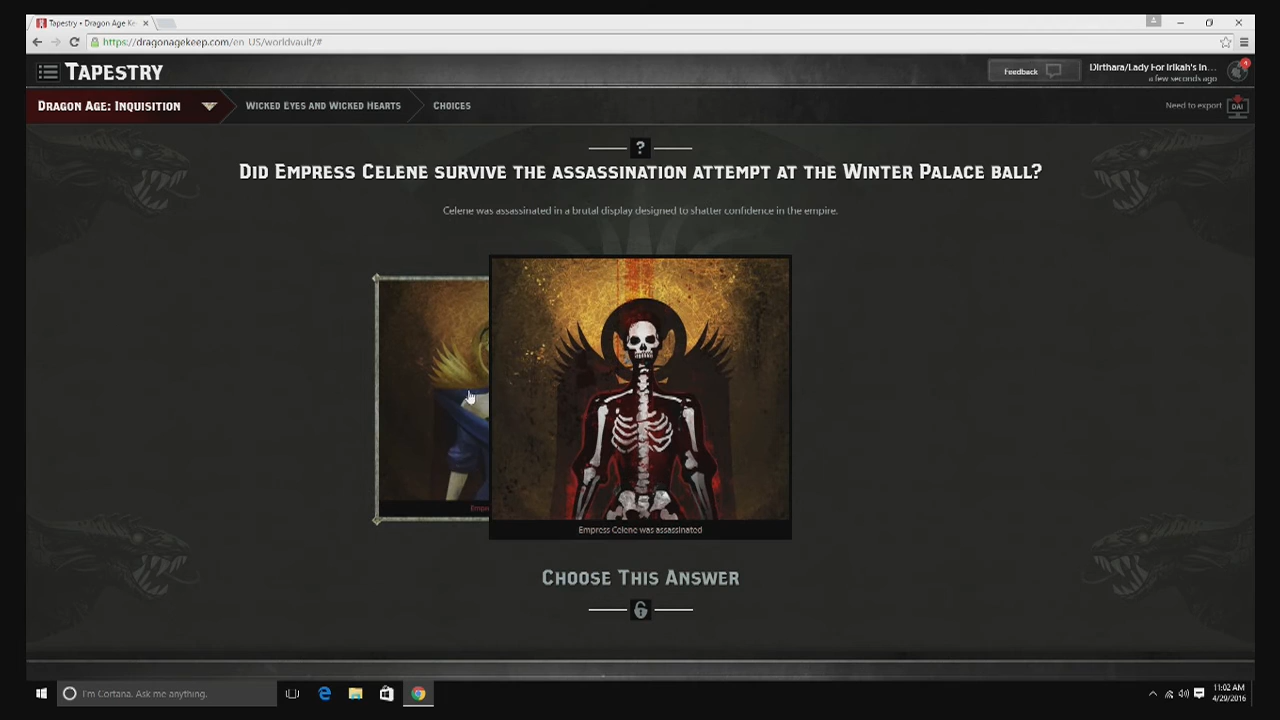 Tapestry • Dragon Age Ke
https://dragonagekeep.com/en_US/worldvault/#
TAPESTRY
Feedback
Dirthara/Lady For Irikah's In...
a few seconds ago
4
DRAGON AGE: INQUISITION
WICKED EYES AND WICKED HEARTS
CHOICES
Need to export
DAI
?
DID EMPRESS CELENE SURVIVE THE ASSASSINATION ATTEMPT AT THE WINTER PALACE BALL?
Celene was assassinated in a brutal display designed to shatter confidence in the empire.
Empr
Empress Celene was assassinated
CHOOSE THIS ANSWER
I'm Cortana. Ask me anything.
11:02 AM
4/29/2016